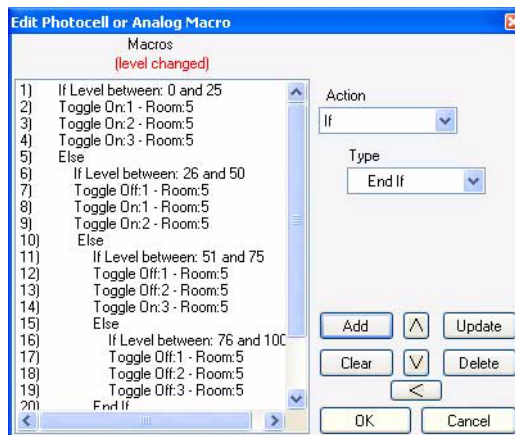 Edit Photocell or Analog Macro
Macros
(level changed)
1) If Level between: 0 and 25
2) Toggle On:1 - Room:5
3) Toggle On:2 - Room:5
4) Toggle On:3 - Room:5
5) Else
6) If Level between: 26 and 50
7) Toggle Off:1 - Room:5
8) Toggle On:1 - Room:5
9) Toggle On:2 - Room:5
10) Else
11) If Level between: 51 and 75
12) Toggle Off:1 - Room:5
13) Toggle Off:2 - Room:5
14) Toggle On:3 - Room:5
15) Else
16) If Level between: 76 and 100
17) Toggle Off:1 - Room:5
18) Toggle Off:2 - Room:5
19) Toggle Off:3 - Room:5
20) End If
Action
If
Type
End If
Add
Update
Clear
Delete
OK
Cancel